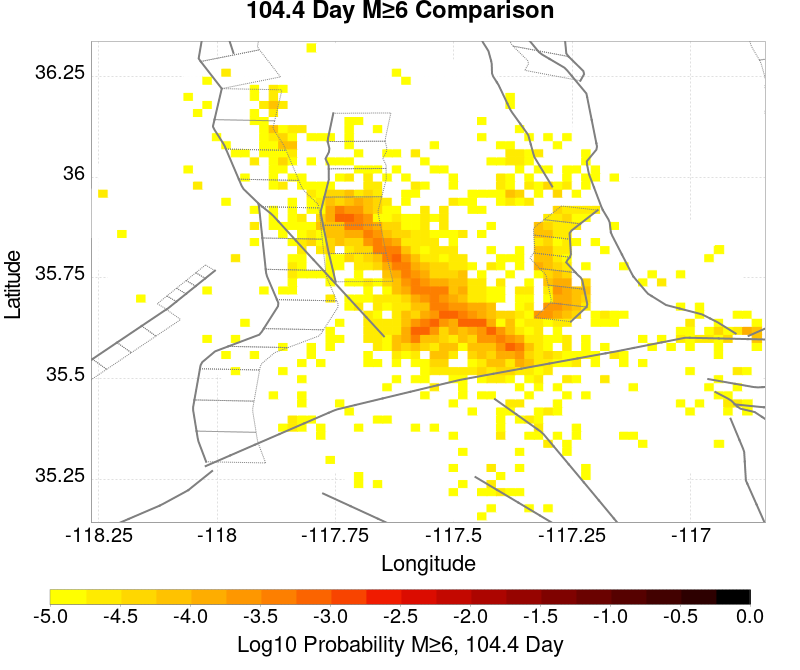 104.4 Day M≥6 Comparison
36.25
36
35.75
35.5
35.25
Latitude
-118.25 -118 -117.75 -117.5 -117.25 -117
Longitude
-5.0 -4.5 -4.0 -3.5 -3.0 -2.5 -2.0 -1.5 -1.0 -0.5 0.0
Log10 Probability M≥6, 104.4 Day